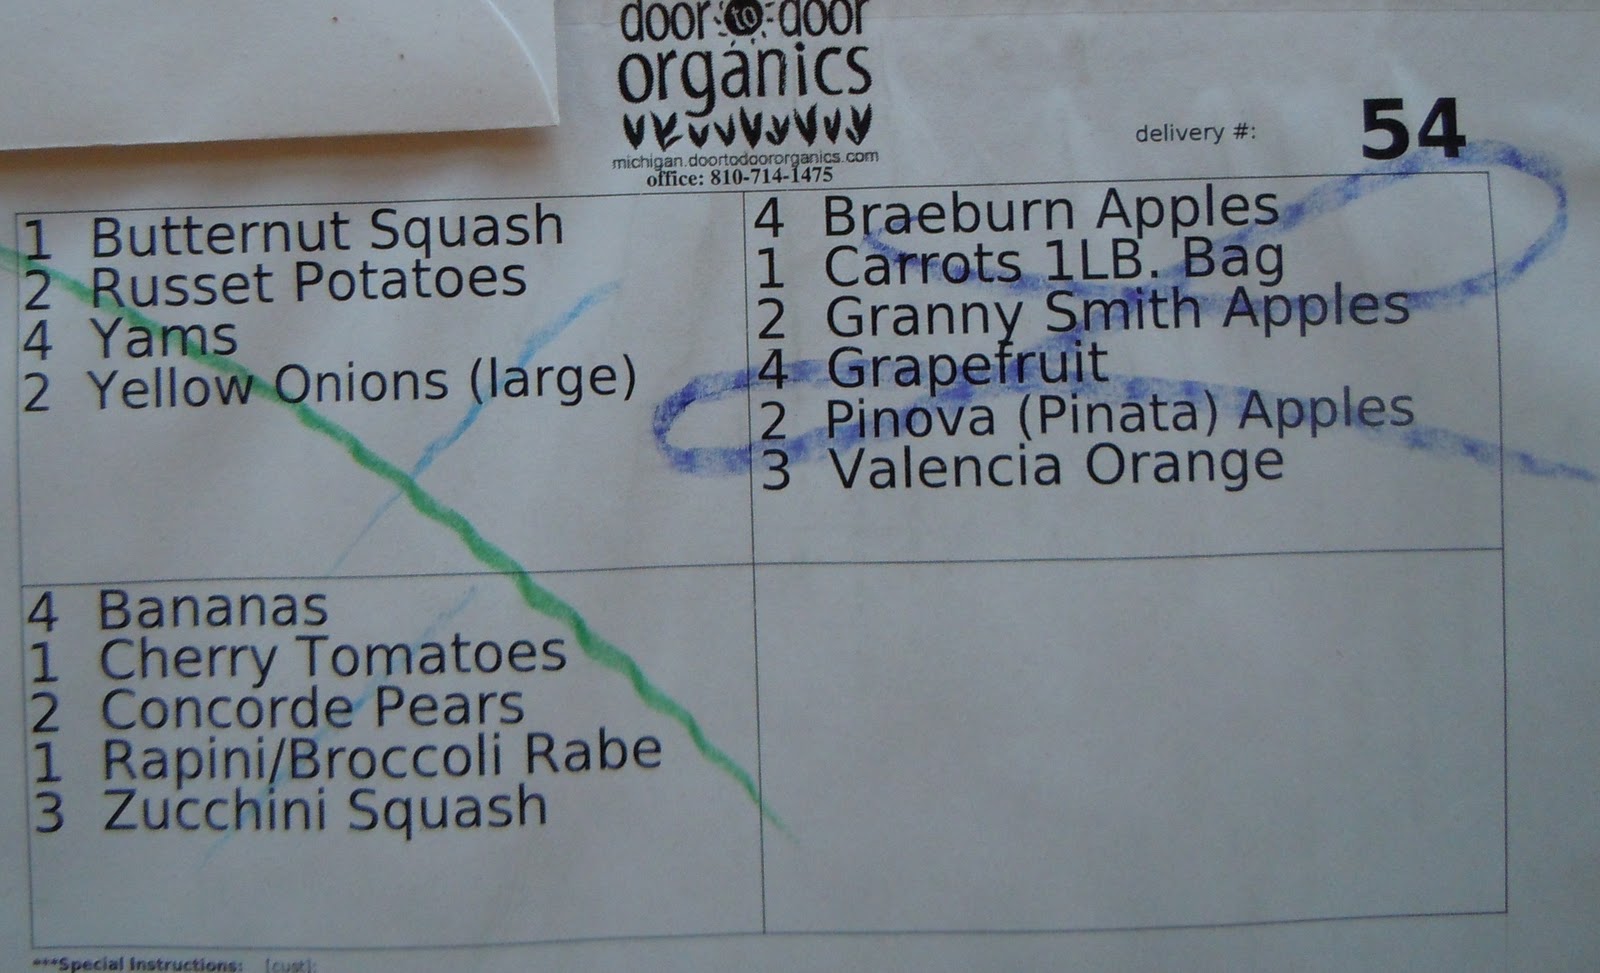 door to door
organics
michigan.doortodoororganics.com
office: 810-714-1475
delivery #: 54
1 Butternut Squash
2 Russet Potatoes
4 Yams
2 Yellow Onions (large)
4 Braeburn Apples
1 Carrots 1LB. Bag
2 Granny Smith Apples
4 Grapefruit
2 Pinova (Pinata) Apples
3 Valencia Orange
4 Bananas
1 Cherry Tomatoes
2 Concorde Pears
1 Rapini/Broccoli Rabe
3 Zucchini Squash
***Special Instructions: [cust]: